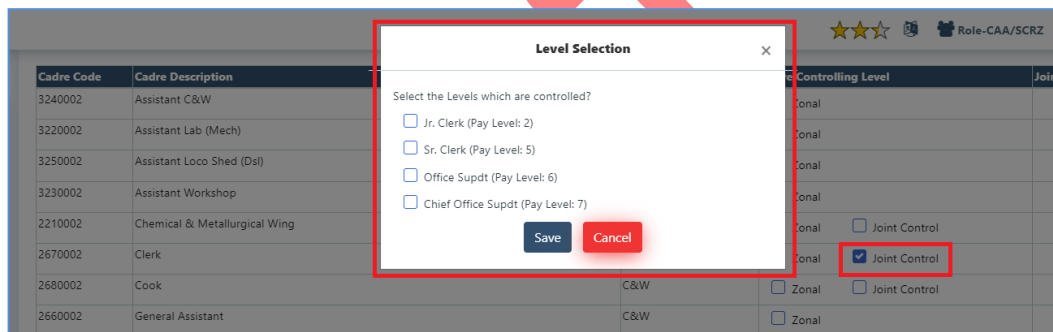 Role-CAA/SCRZ
Level Selection
×
Cadre Code Cadre Description Controlling Level
Select the Levels which are controlled?
Jr. Clerk (Pay Level: 2)
Sr. Clerk (Pay Level: 5)
Office Supdt (Pay Level: 6)
Chief Office Supdt (Pay Level: 7)
Save Cancel
3240002 Assistant C&W Zonal
3220002 Assistant Lab (Mech) Zonal
3250002 Assistant Loco Shed (Dsl) Zonal
3230002 Assistant Workshop Zonal
2210002 Chemical & Metallurgical Wing Zonal Joint Control
2670002 Clerk Zonal Joint Control
2680002 Cook C&W Zonal Joint Control
2660002 General Assistant C&W Zonal